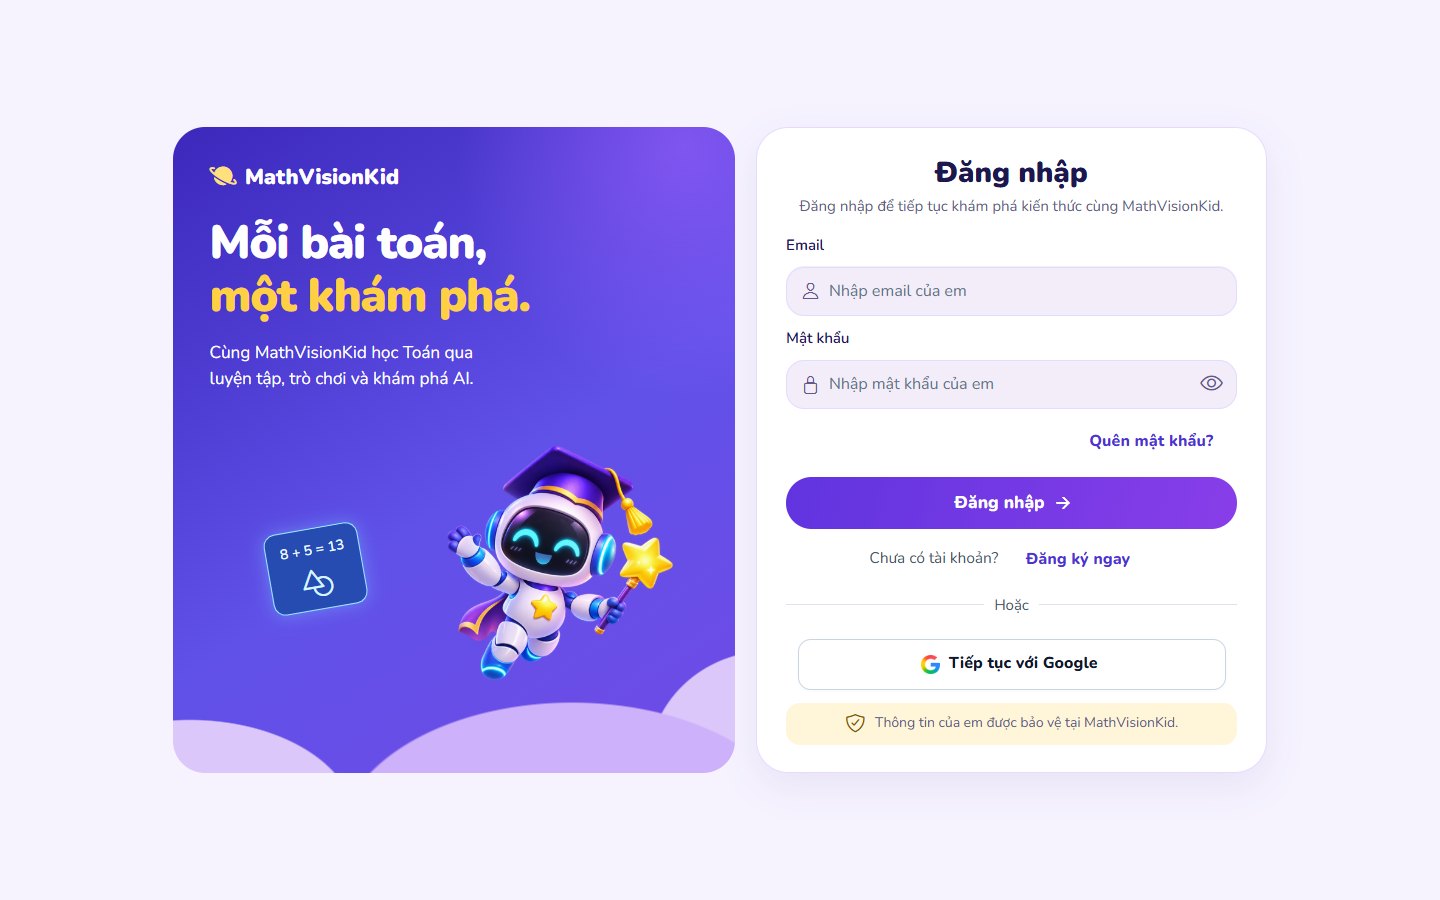 MathVisionKid
Mỗi bài toán,
một khám phá.
Cùng MathVisionKid học Toán qua
luyện tập, trò chơi và khám phá AI.
8 + 5 = 13
Đăng nhập
Đăng nhập để tiếp tục khám phá kiến thức cùng MathVisionKid.
Email
Nhập email của em
Mật khẩu
Nhập mật khẩu của em
Quên mật khẩu?
Đăng nhập →
Chưa có tài khoản? Đăng ký ngay
Hoặc
Tiếp tục với Google
Thông tin của em được bảo vệ tại MathVisionKid.